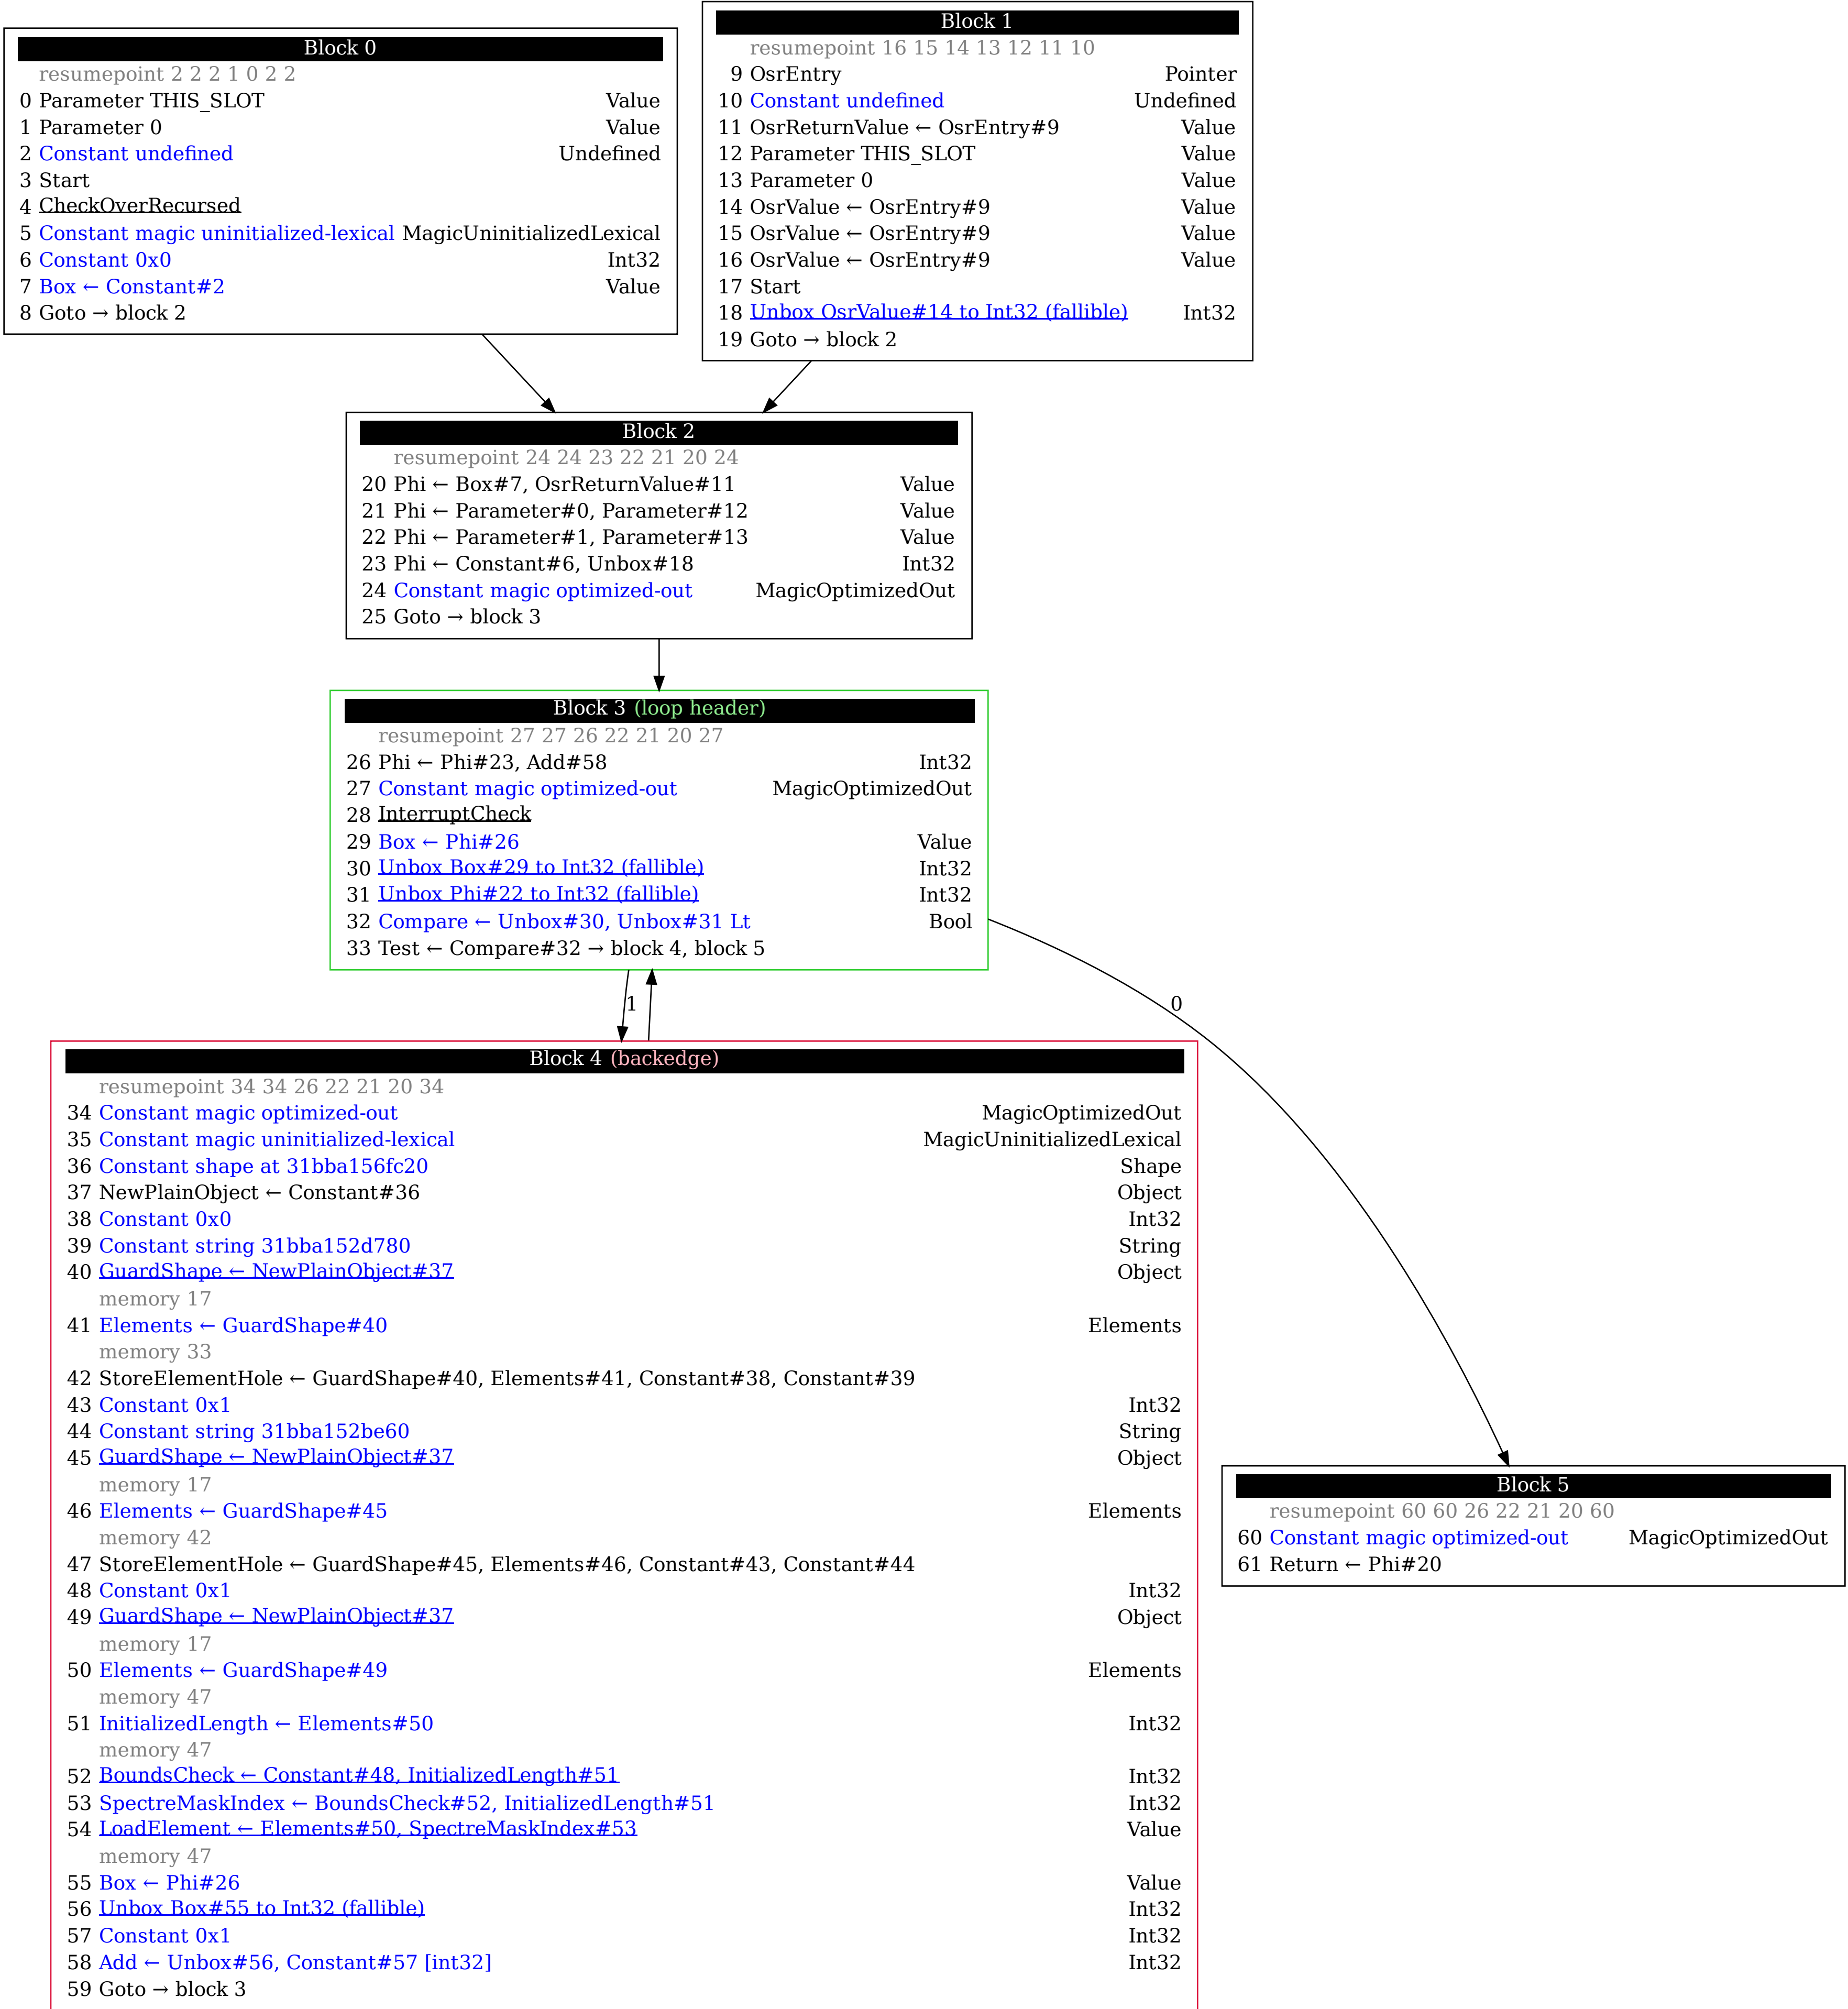 Block 0
resumepoint 2 2 2 1 0 2 2
0 Parameter THIS_SLOT Value
1 Parameter 0 Value
2 Constant undefined Undefined
3 Start
4 CheckOverRecursed
5 Constant magic uninitialized-lexical MagicUninitializedLexical
6 Constant 0x0 Int32
7 Box ← Constant#2 Value
8 Goto → block 2
Block 1
resumepoint 16 15 14 13 12 11 10
9 OsrEntry Pointer
10 Constant undefined Undefined
11 OsrReturnValue ← OsrEntry#9 Value
12 Parameter THIS_SLOT Value
13 Parameter 0 Value
14 OsrValue ← OsrEntry#9 Value
15 OsrValue ← OsrEntry#9 Value
16 OsrValue ← OsrEntry#9 Value
17 Start
18 Unbox OsrValue#14 to Int32 (fallible) Int32
19 Goto → block 2
Block 2
resumepoint 24 24 23 22 21 20 24
20 Phi ← Box#7, OsrReturnValue#11 Value
21 Phi ← Parameter#0, Parameter#12 Value
22 Phi ← Parameter#1, Parameter#13 Value
23 Phi ← Constant#6, Unbox#18 Int32
24 Constant magic optimized-out MagicOptimizedOut
25 Goto → block 3
Block 3 (loop header)
resumepoint 27 27 26 22 21 20 27
26 Phi ← Phi#23, Add#58 Int32
27 Constant magic optimized-out MagicOptimizedOut
28 InterruptCheck
29 Box ← Phi#26 Value
30 Unbox Box#29 to Int32 (fallible) Int32
31 Unbox Phi#22 to Int32 (fallible) Int32
32 Compare ← Unbox#30, Unbox#31 Lt Bool
33 Test ← Compare#32 → block 4, block 5
1
0
Block 4 (backedge)
resumepoint 34 34 26 22 21 20 34
34 Constant magic optimized-out MagicOptimizedOut
35 Constant magic uninitialized-lexical MagicUninitializedLexical
36 Constant shape at 31bba156fc20 Shape
37 NewPlainObject ← Constant#36 Object
38 Constant 0x0 Int32
39 Constant string 31bba152d780 String
40 GuardShape ← NewPlainObject#37 Object
memory 17
41 Elements ← GuardShape#40 Elements
memory 33
42 StoreElementHole ← GuardShape#40, Elements#41, Constant#38, Constant#39
43 Constant 0x1 Int32
44 Constant string 31bba152be60 String
45 GuardShape ← NewPlainObject#37 Object
memory 17
46 Elements ← GuardShape#45 Elements
memory 42
47 StoreElementHole ← GuardShape#45, Elements#46, Constant#43, Constant#44
48 Constant 0x1 Int32
49 GuardShape ← NewPlainObject#37 Object
memory 17
50 Elements ← GuardShape#49 Elements
memory 47
51 InitializedLength ← Elements#50 Int32
memory 47
52 BoundsCheck ← Constant#48, InitializedLength#51 Int32
53 SpectreMaskIndex ← BoundsCheck#52, InitializedLength#51 Int32
54 LoadElement ← Elements#50, SpectreMaskIndex#53 Value
memory 47
55 Box ← Phi#26 Value
56 Unbox Box#55 to Int32 (fallible) Int32
57 Constant 0x1 Int32
58 Add ← Unbox#56, Constant#57 [int32] Int32
59 Goto → block 3
Block 5
resumepoint 60 60 26 22 21 20 60
60 Constant magic optimized-out MagicOptimizedOut
61 Return ← Phi#20